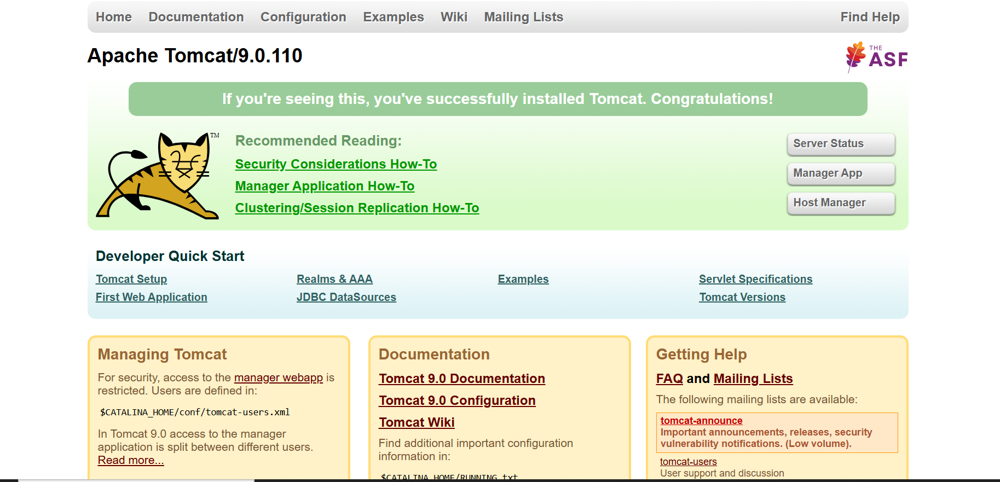 Home Documentation Configuration Examples Wiki Mailing Lists Find Help
Apache Tomcat/9.0.110
THE
ASF
If you're seeing this, you've successfully installed Tomcat. Congratulations!
TM
Recommended Reading:
Security Considerations How-To
Manager Application How-To
Clustering/Session Replication How-To
Server Status
Manager App
Host Manager
Developer Quick Start
Tomcat Setup
First Web Application
Realms & AAA
JDBC DataSources
Examples
Servlet Specifications
Tomcat Versions
Managing Tomcat
For security, access to the manager webapp is
restricted. Users are defined in:
$CATALINA_HOME/conf/tomcat-users.xml
In Tomcat 9.0 access to the manager
application is split between different users.
Read more...
Documentation
Tomcat 9.0 Documentation
Tomcat 9.0 Configuration
Tomcat Wiki
Find additional important configuration
information in:
$CATALINA_HOME/RUNNING.txt
Getting Help
FAQ and Mailing Lists
The following mailing lists are available:
tomcat-announce
Important announcements, releases, security
vulnerability notifications. (Low volume).
tomcat-users
User support and discussion